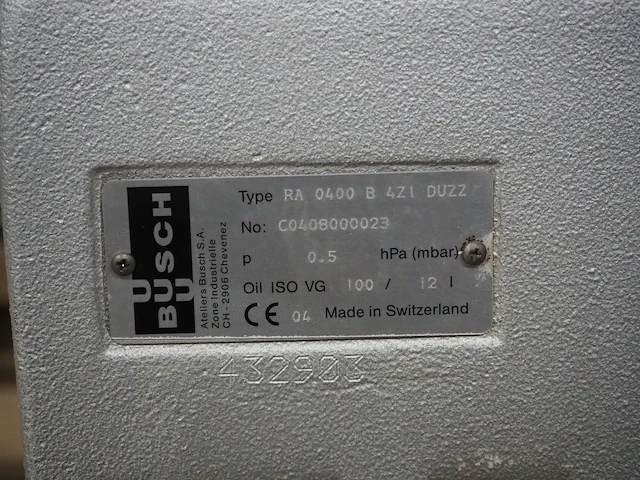 BUSCH
Ateliers Busch S.A.
Zone Industrielle
CH - 2906 Chevenez
Type RA 0400 B 4Z1 DUZZ
No: C0408000023
p 0.5 hPa (mbar)
Oil ISO VG 100 / 12 l
CE 04 Made in Switzerland
432903